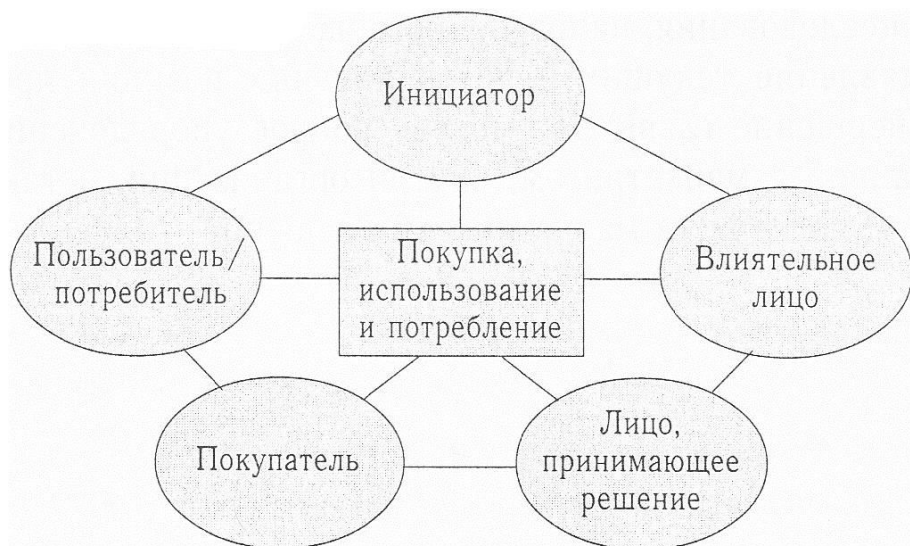 Инициатор
Пользователь/
потребитель
Покупка,
использование
и потребление
Влиятельное
лицо
Покупатель
Лицо,
принимающее
решение